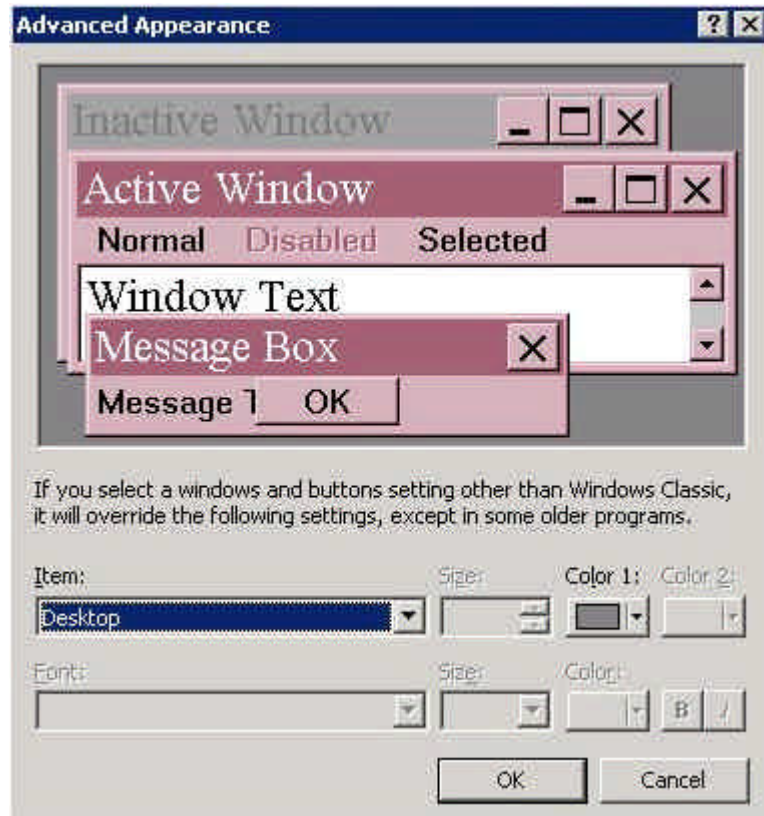 Advanced Appearance
Inactive Window
Active Window
Normal Disabled Selected
Window Text
Message Box
Message T OK
If you select a windows and buttons setting other than Windows Classic,
it will override the following settings, except in some older programs.
Item: Size: Color 1: Color 2:
Desktop
Font: Size: Color:
B I
OK Cancel